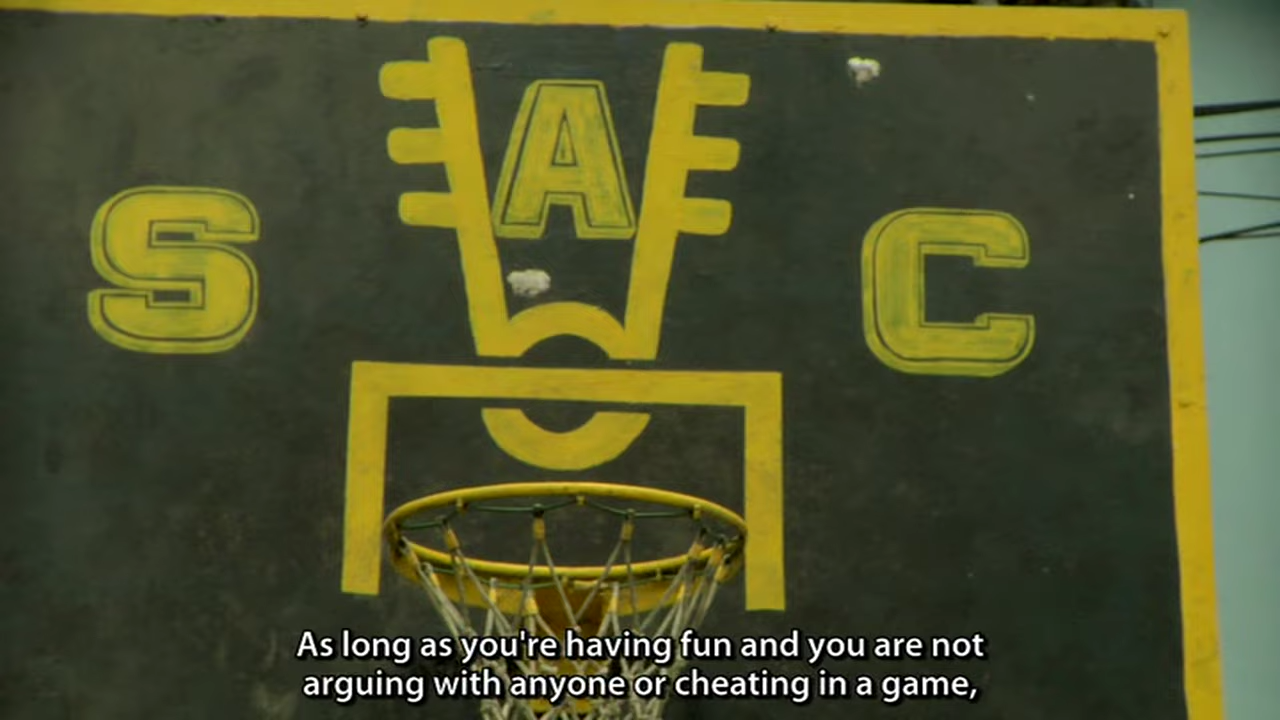 S A C
As long as you're having fun and you are not
arguing with anyone or cheating in a game,